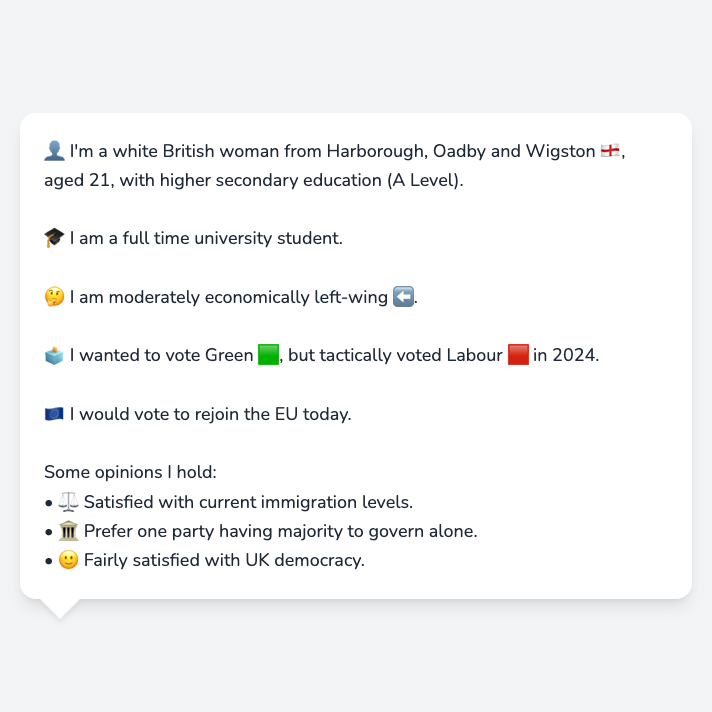 👤 I'm a white British woman from Harborough, Oadby and Wigston 🏴󠁧󠁢󠁥󠁮󠁧󠁿,
aged 21, with higher secondary education (A Level).
🎓 I am a full time university student.
🤔 I am moderately economically left-wing ⬅️.
🗳️ I wanted to vote Green 🟩, but tactically voted Labour 🟥 in 2024.
🇪🇺 I would vote to rejoin the EU today.
Some opinions I hold:
• ⚖️ Satisfied with current immigration levels.
• 🏛️ Prefer one party having majority to govern alone.
• 🙂 Fairly satisfied with UK democracy.